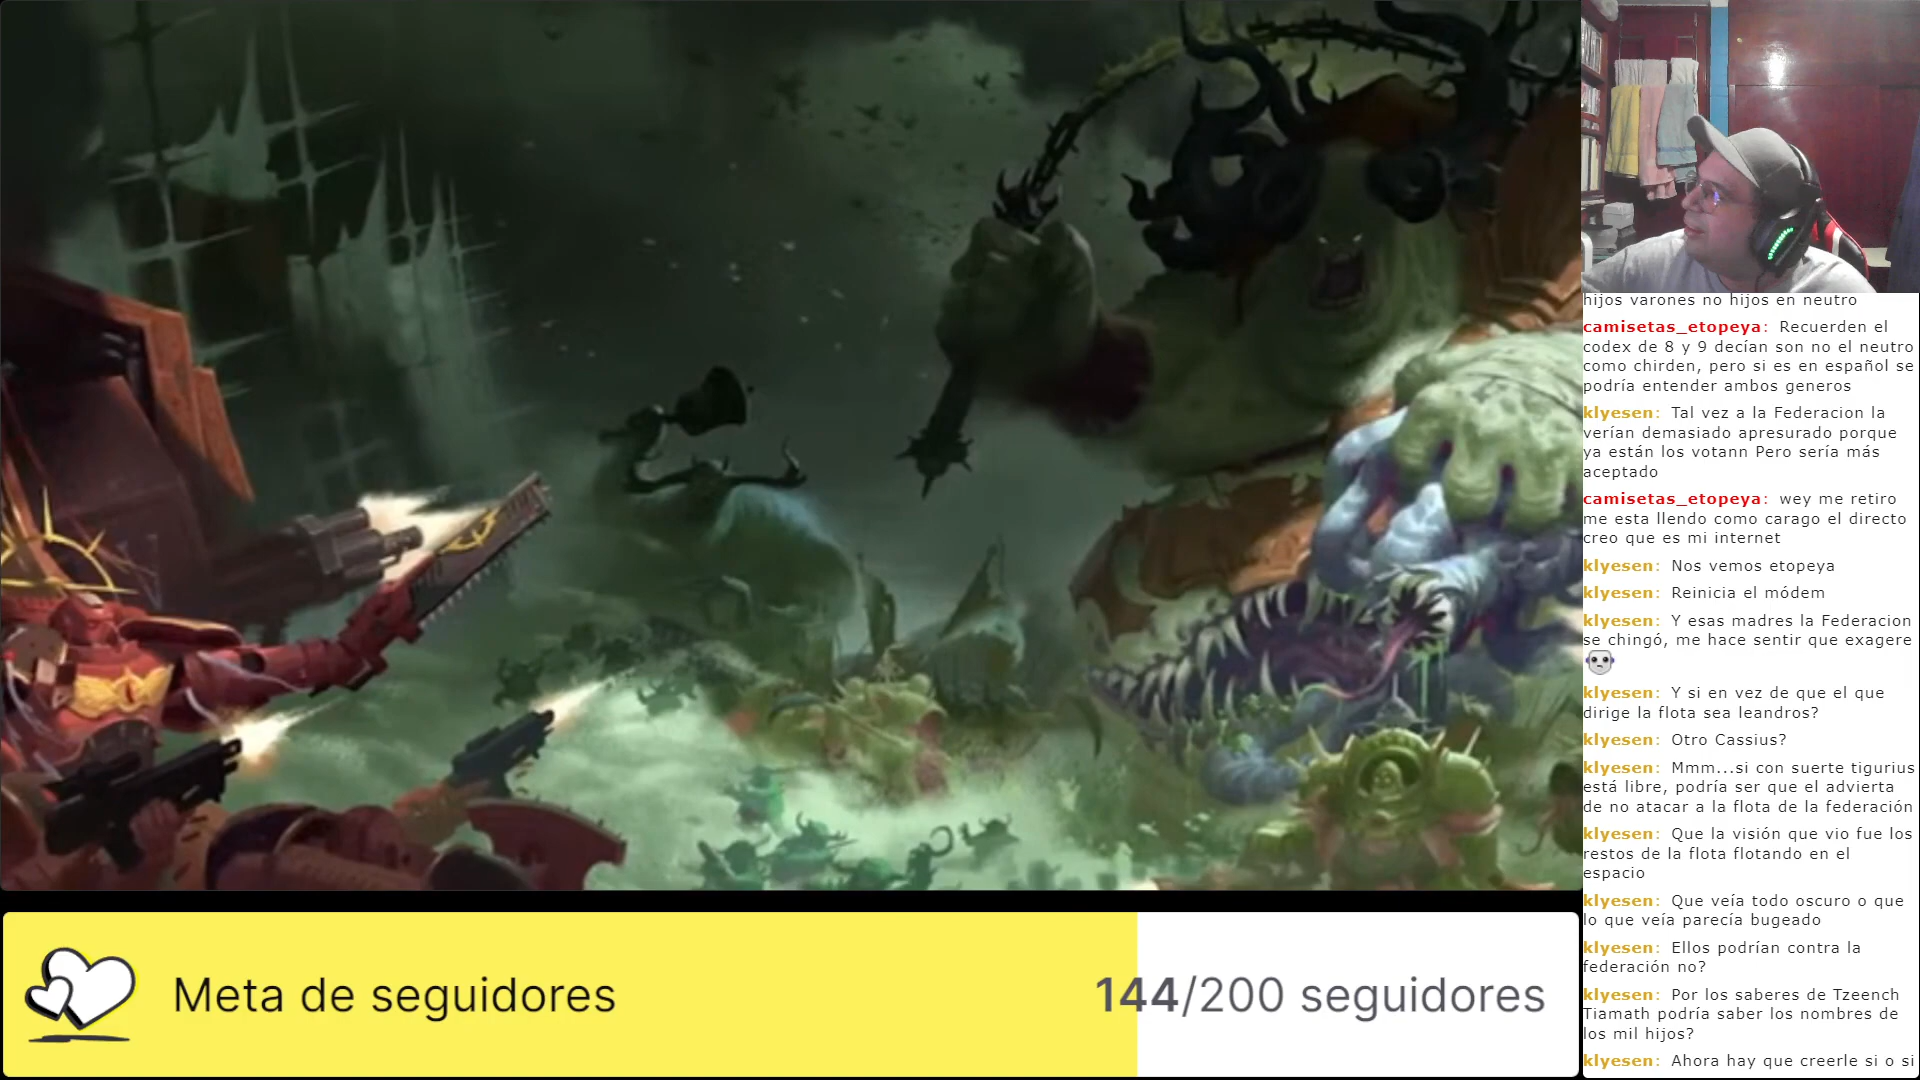 hijos varones no hijos en neutro
camisetas_etopeya: Recuerden el
codex de 8 y 9 decían son no el neutro
como chirden, pero si es en español se
podría entender ambos generos
klyesen: Tal vez a la Federacion la
verían demasiado apresurado porque
ya están los votann Pero sería más
aceptado
camisetas_etopeya: wey me retiro
me esta llendo como carago el directo
creo que es mi internet
klyesen: Nos vemos etopeya
klyesen: Reinicia el módem
klyesen: Y esas madres la Federacion
se chingó, me hace sentir que exagere
klyesen: Y si en vez de que el que
dirige la flota sea leandros?
klyesen: Otro Cassius?
klyesen: Mmm...si con suerte tigurius
está libre, podría ser que el advierta
de no atacar a la flota de la federación
klyesen: Que la visión que vio fue los
restos de la flota flotando en el
espacio
klyesen: Que veía todo oscuro o que
lo que veía parecía bugeado
klyesen: Ellos podrían contra la
federación no?
klyesen: Por los saberes de Tzeench
Tiamath podría saber los nombres de
los mil hijos?
klyesen: Ahora hay que creerle si o si
Meta de seguidores
144/200 seguidores